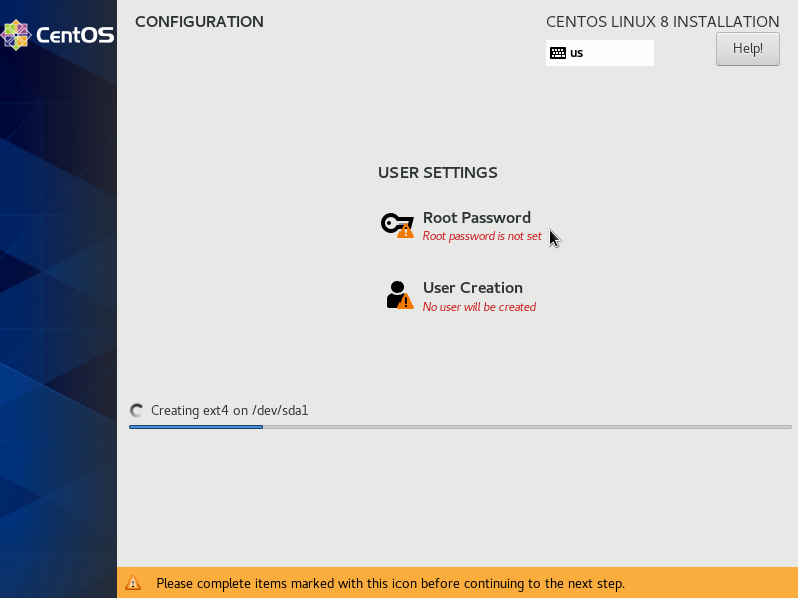 CentOS
CONFIGURATION
CENTOS LINUX 8 INSTALLATION
us
Help!
USER SETTINGS
Root Password
Root password is not set
User Creation
No user will be created
Creating ext4 on /dev/sda1
Please complete items marked with this icon before continuing to the next step.